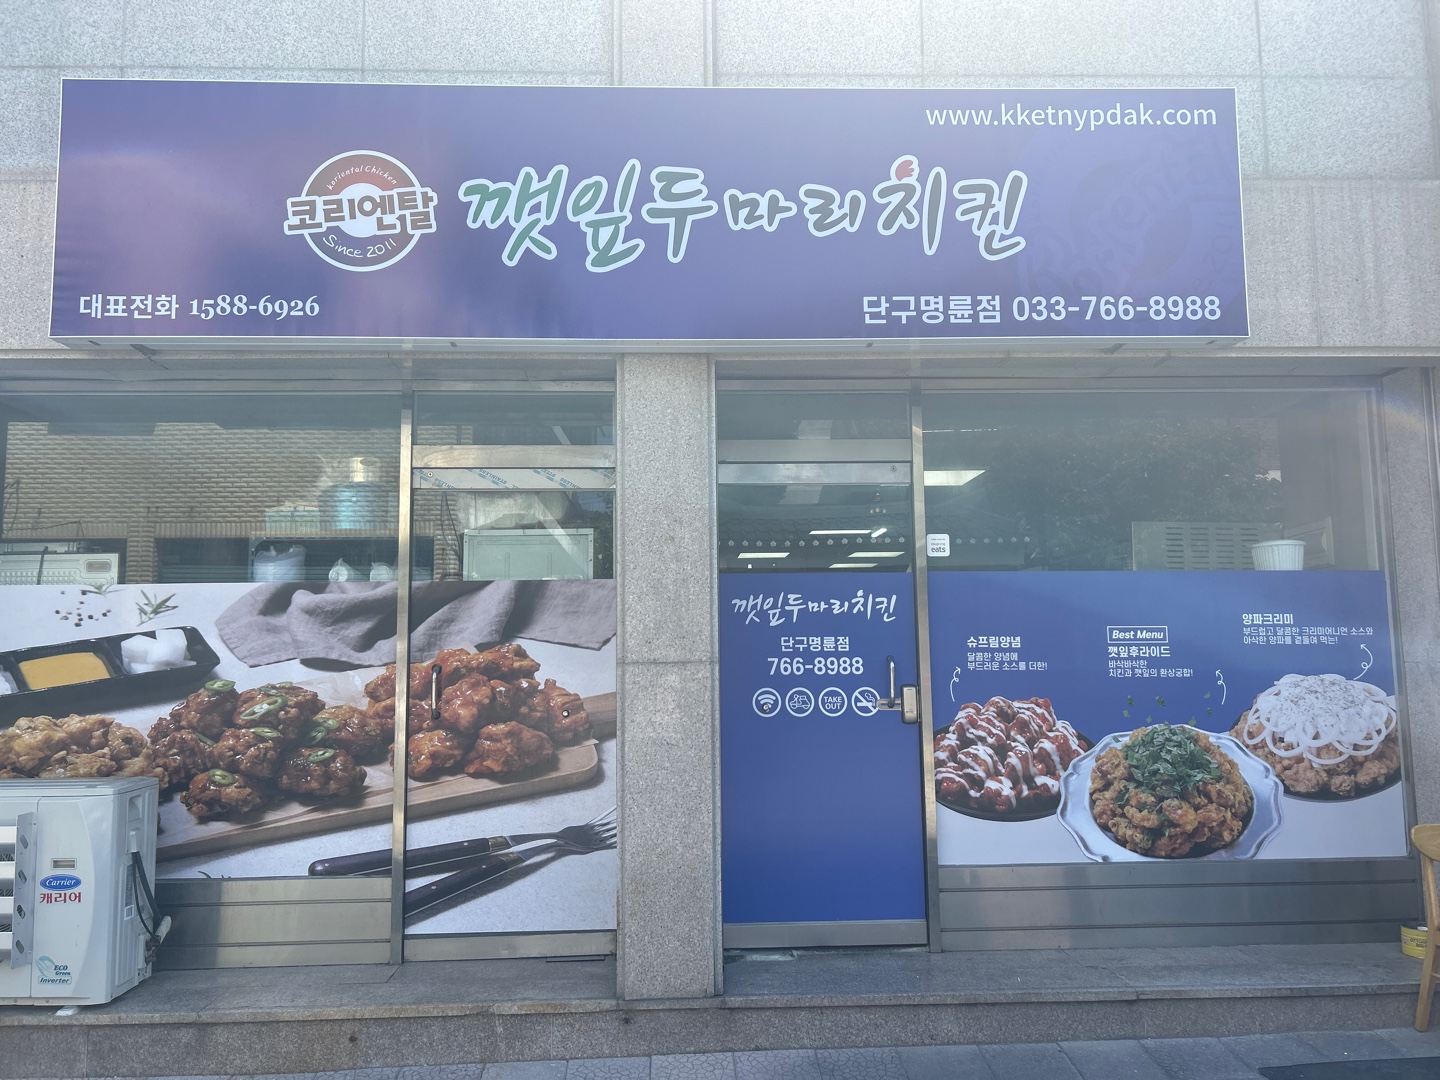 www.kketnypdak.com
Koriental Chicken
코리엔탈
Since 2011
깻잎두마리치킨
대표전화 1588-6926
단구명륜점 033-766-8988
eats
깻잎두마리치킨
단구명륜점
766-8988
TAKE
OUT
슈프림양념
달콤한 양념에
부드러운 소스를 더한!
Best Menu
깻잎후라이드
바삭바삭한
치킨과 깻잎의 환상궁합!
양파크리미
부드럽고 달콤한 크리미어니언 소스와
아삭한 양파를 곁들여 먹는!
Carrier
캐리어
ECO
Green
Inverter